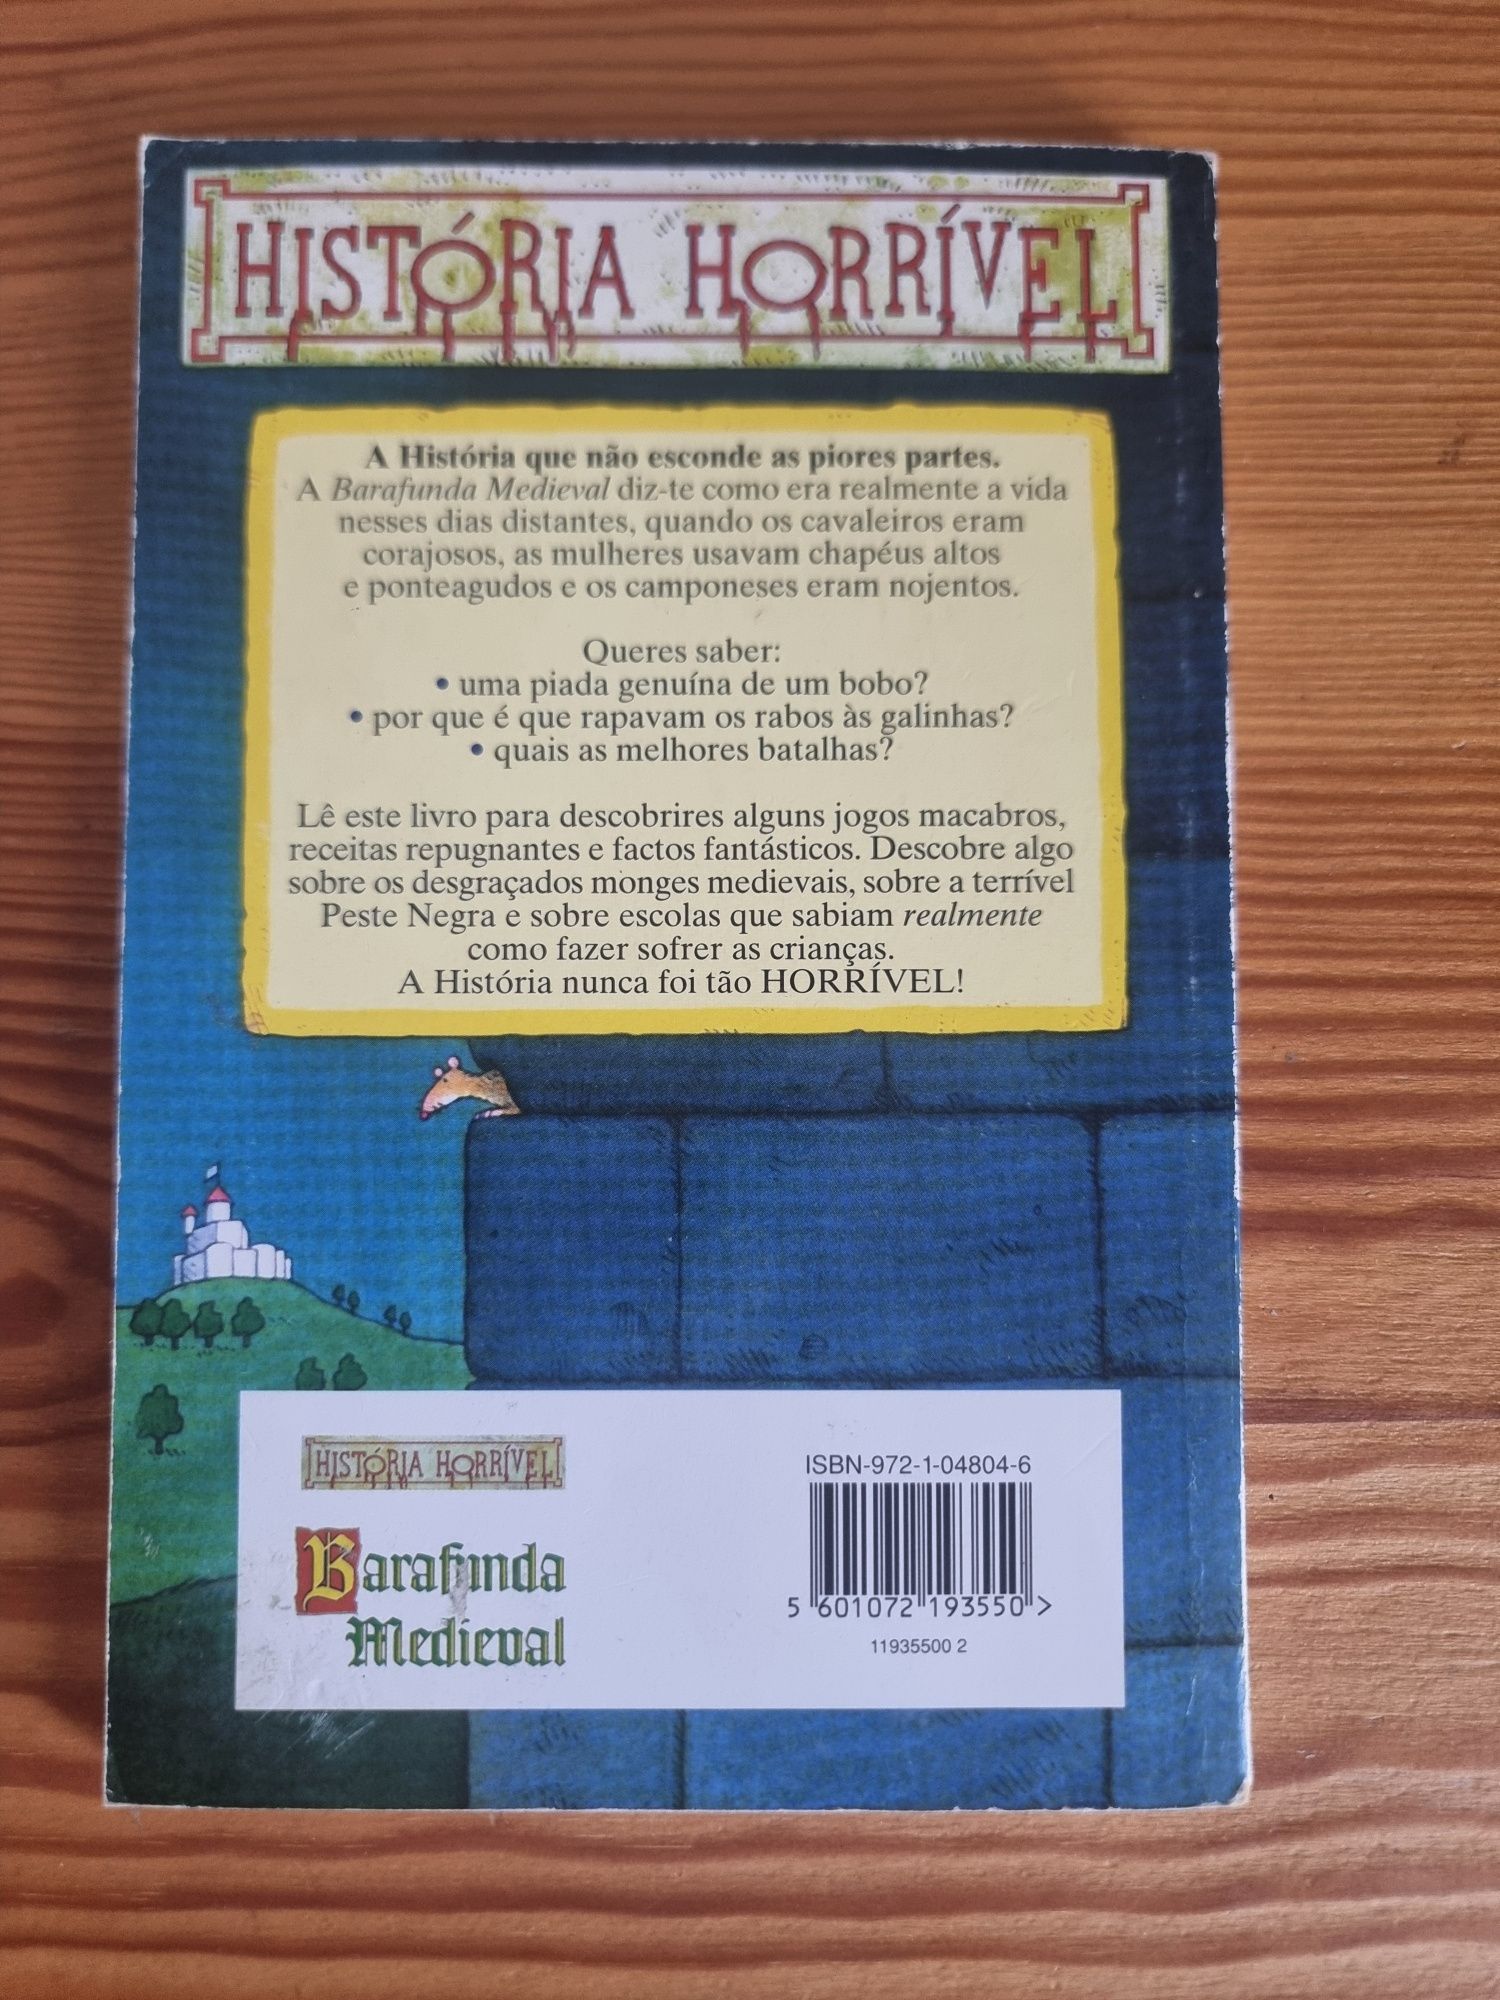 HISTÓRIA HORRÍVEL
A História que não esconde as piores partes.
A Barafunda Medieval diz-te como era realmente a vida
nesses dias distantes, quando os cavaleiros eram
corajosos, as mulheres usavam chapéus altos
e ponteagudos e os camponeses eram nojentos.
Queres saber:
• uma piada genuína de um bobo?
• por que é que rapavam os rabos às galinhas?
• quais as melhores batalhas?
Lê este livro para descobrires alguns jogos macabros,
receitas repugnantes e factos fantásticos. Descobre algo
sobre os desgraçados monges medievais, sobre a terrível
Peste Negra e sobre escolas que sabiam realmente
como fazer sofrer as crianças.
A História nunca foi tão HORRÍVEL!
HISTÓRIA HORRÍVEL
Barafunda
Medieval
ISBN-972-1-04804-6
5 601072 193550 >
11935500 2